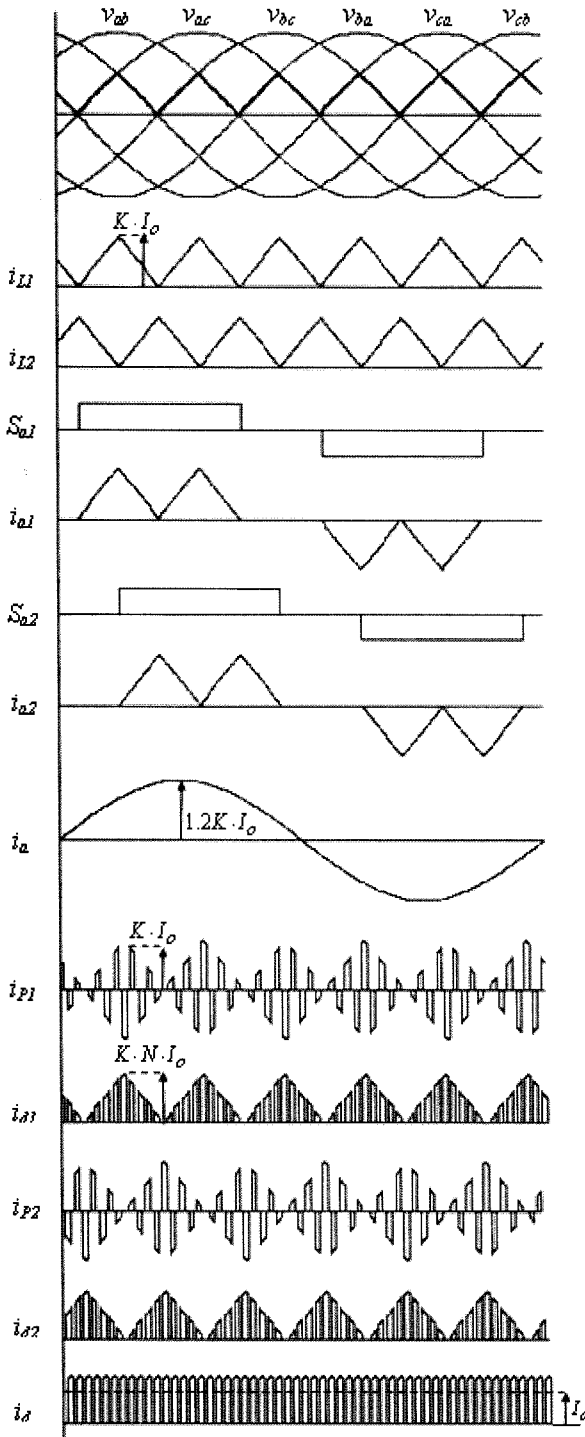 v_ab v_ac v_bc v_ba v_ca v_cb
K·I_o
i_L1
i_L2
S_a1
i_a1
S_a2
i_a2
1.2K·I_o
i_a
K·I_o
i_P1
K·N·I_o
i_d1
i_P2
i_d2
i_d
I_o